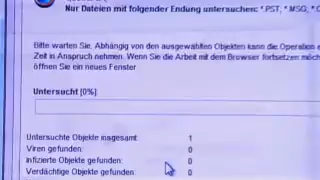 Nur Dateien mit folgender Endung untersuchen: *.PST, *.MSG,
Bitte warten Sie. Abhängig von den ausgewählten Objekten kann die Operation
Zeit in Anspruch nehmen. Wenn Sie die Arbeit mit dem Browser fortsetzen
öffnen Sie ein neues Fenster
Untersucht [0%]
Untersuchte Objekte insgesamt: 1
Viren gefunden: 0
Infizierte Objekte gefunden: 0
Verdächtige Objekte gefunden: 0